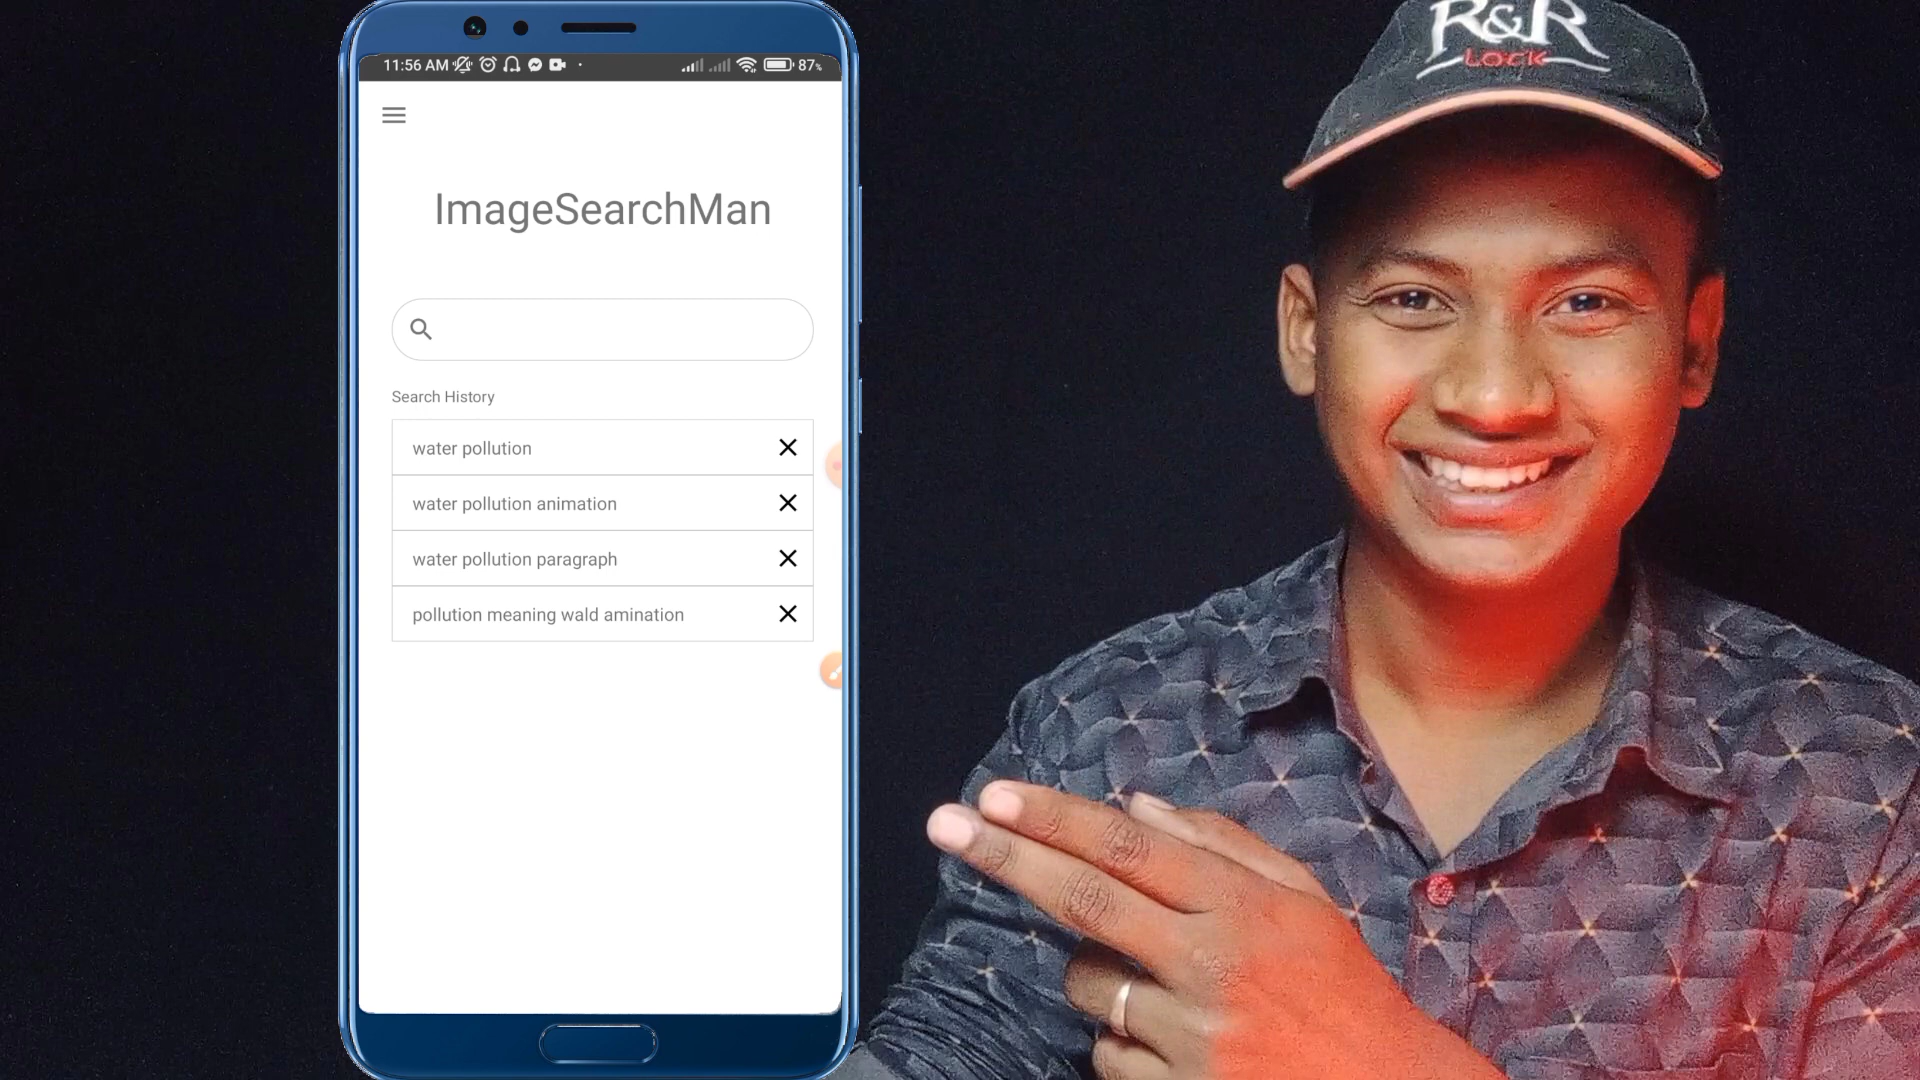 11:56 AM
87%
ImageSearchMan
Search History
water pollution
water pollution animation
water pollution paragraph
pollution meaning wald amination
R&R
LOCK